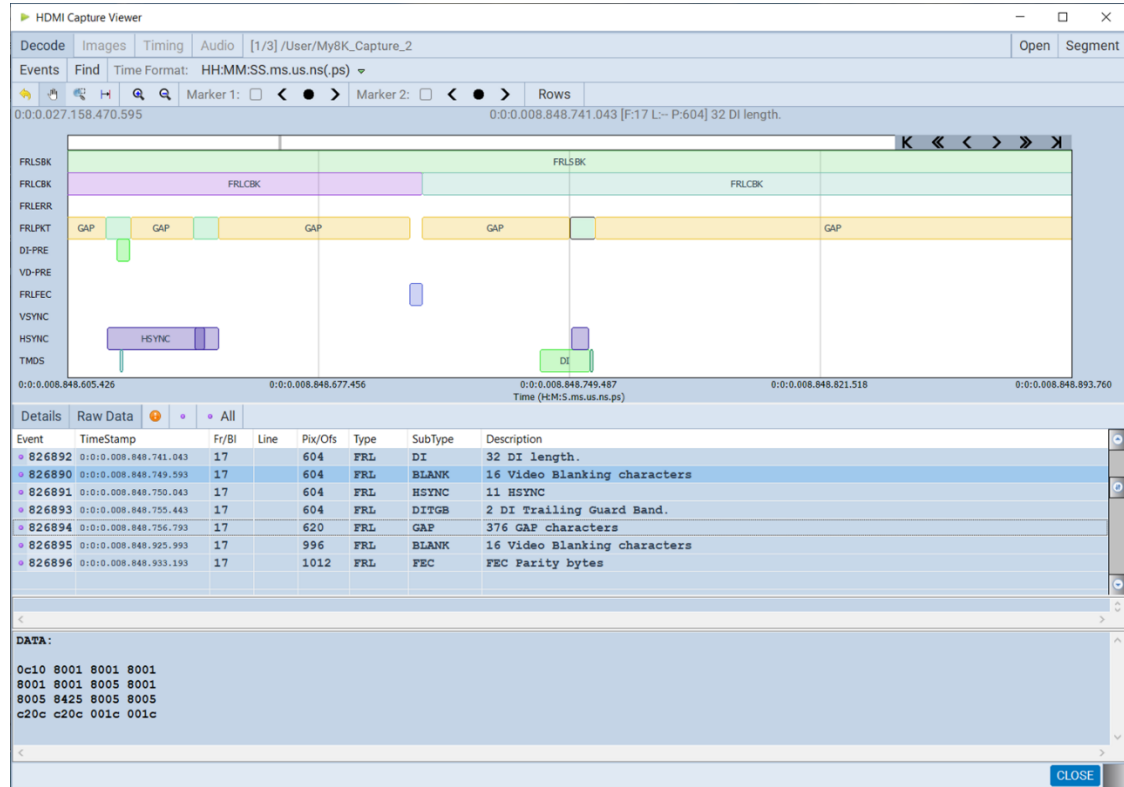 HDMI Capture Viewer
Decode Images Timing Audio [1/3] /User/My8K_Capture_2 Open Segment
Events Find Time Format: HH:MM:SS.ms.us.ns(.ps)
Marker 1: Marker 2: Rows
0:0:0.027.158.470.595 0:0:0.008.848.741.043 [F:17 L:-- P:604] 32 DI length.
FRLSBK FRLSBK
FRLCBK FRLCBK FRLCBK
FRLERR
FRLPKT GAP GAP GAP GAP GAP
DI-PRE
VD-PRE
FRLFEC
VSYNC
HSYNC HSYNC
TMDS DI
0:0:0.008.848.605.426 0:0:0.008.848.677.456 0:0:0.008.848.749.487 0:0:0.008.848.821.518 0:0:0.008.848.893.760
Time (H:M:S.ms.us.ns.ps)
Details Raw Data All
Event TimeStamp Fr/Bl Line Pix/Ofs Type SubType Description
826892 0:0:0.008.848.741.043 17 604 FRL DI 32 DI length.
826890 0:0:0.008.848.749.593 17 604 FRL BLANK 16 Video Blanking characters
826891 0:0:0.008.848.750.043 17 604 FRL HSYNC 11 HSYNC
826893 0:0:0.008.848.755.443 17 604 FRL DITGB 2 DI Trailing Guard Band.
826894 0:0:0.008.848.756.793 17 620 FRL GAP 376 GAP characters
826895 0:0:0.008.848.925.993 17 996 FRL BLANK 16 Video Blanking characters
826896 0:0:0.008.848.933.193 17 1012 FRL FEC FEC Parity bytes
DATA:
0c10 8001 8001 8001
8001 8001 8005 8001
8005 8425 8005 8005
c20c c20c 001c 001c
CLOSE